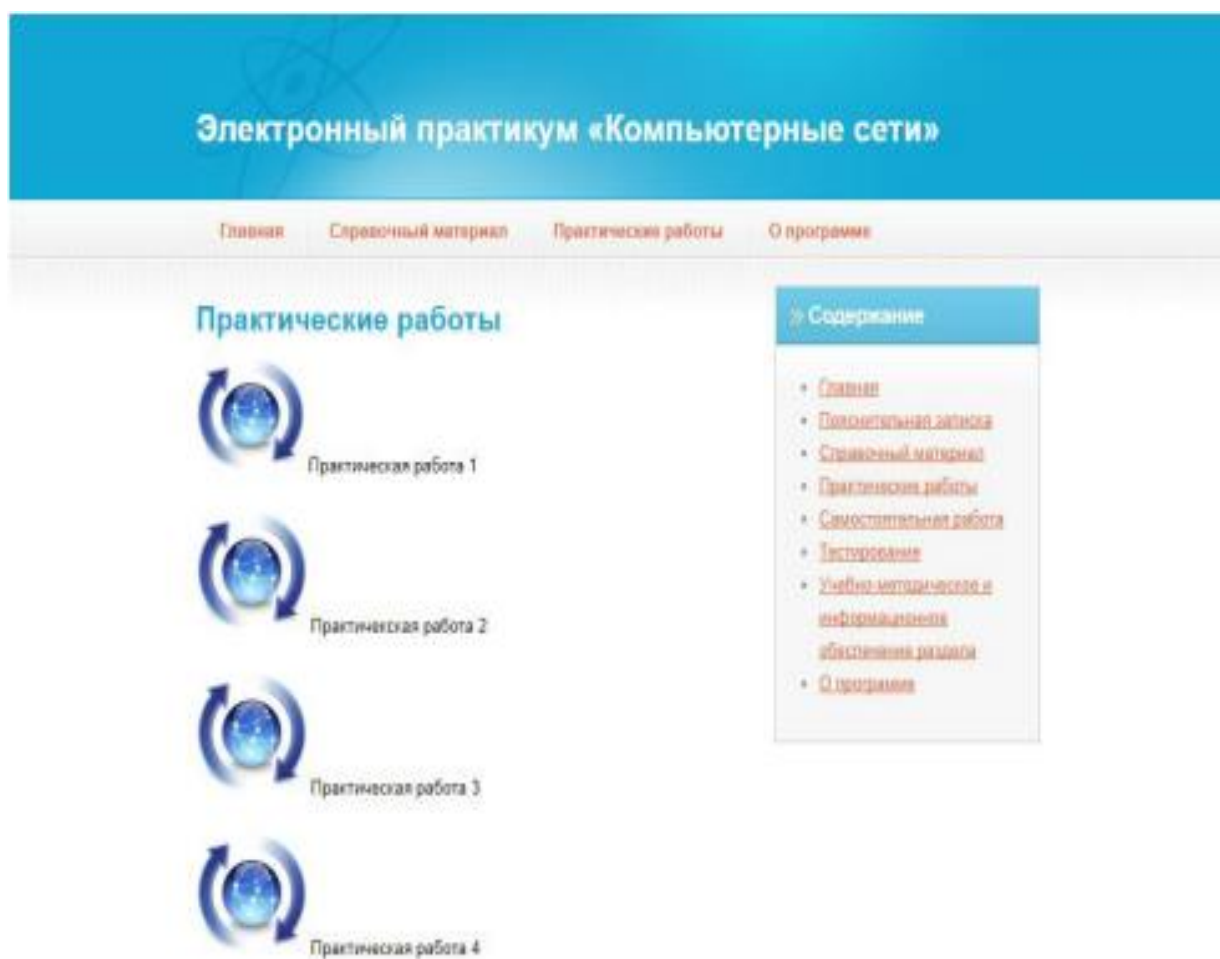 Электронный практикум «Компьютерные сети»
Главная Справочный материал Практические работы О программе
Практические работы
Практическая работа 1
Практичекская работа 2
Практическая работа 3
Практическая работа 4
» Содержание
Главная
Пояснительная записка
Справочный материал
Практические работы
Самостоятельная работа
Тестирование
Учебно-методическое и
информационное
обеспечение раздела
О программе